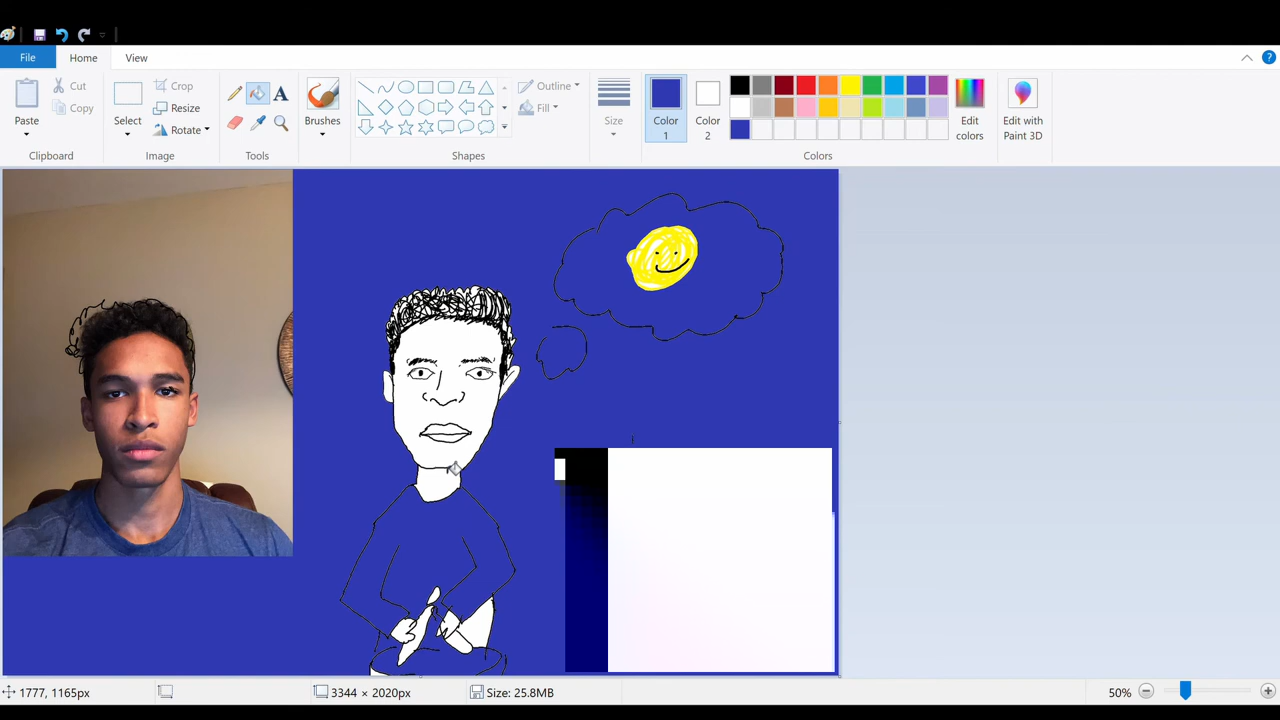 File Home View
Paste Cut Copy
Clipboard
Select Crop Resize Rotate
Image
Tools
Brushes
Outline Fill
Shapes
Size
Color 1
Color 2
Edit colors
Colors
Edit with Paint 3D
1777, 1165px 3344 × 2020px Size: 25.8MB 50%